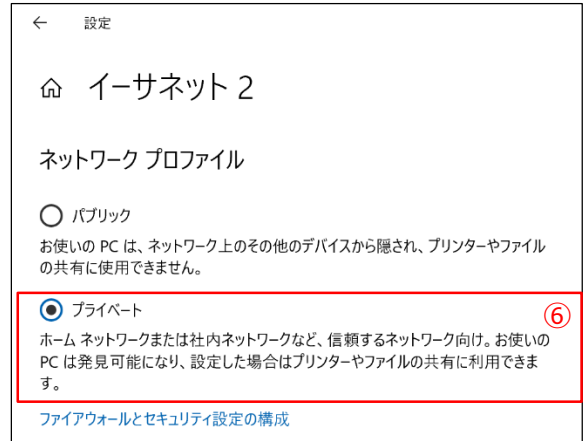 ← 設定
イーサネット 2
ネットワーク プロファイル
パブリック
お使いの PC は、ネットワーク上のその他のデバイスから隠され、プリンターやファイル
の共有に使用できません。
プライベート
⑥
ホーム ネットワークまたは社内ネットワークなど、信頼するネットワーク向け。お使いの
PC は発見可能になり、設定した場合はプリンターやファイルの共有に利用できま
す。
ファイアウォールとセキュリティ設定の構成